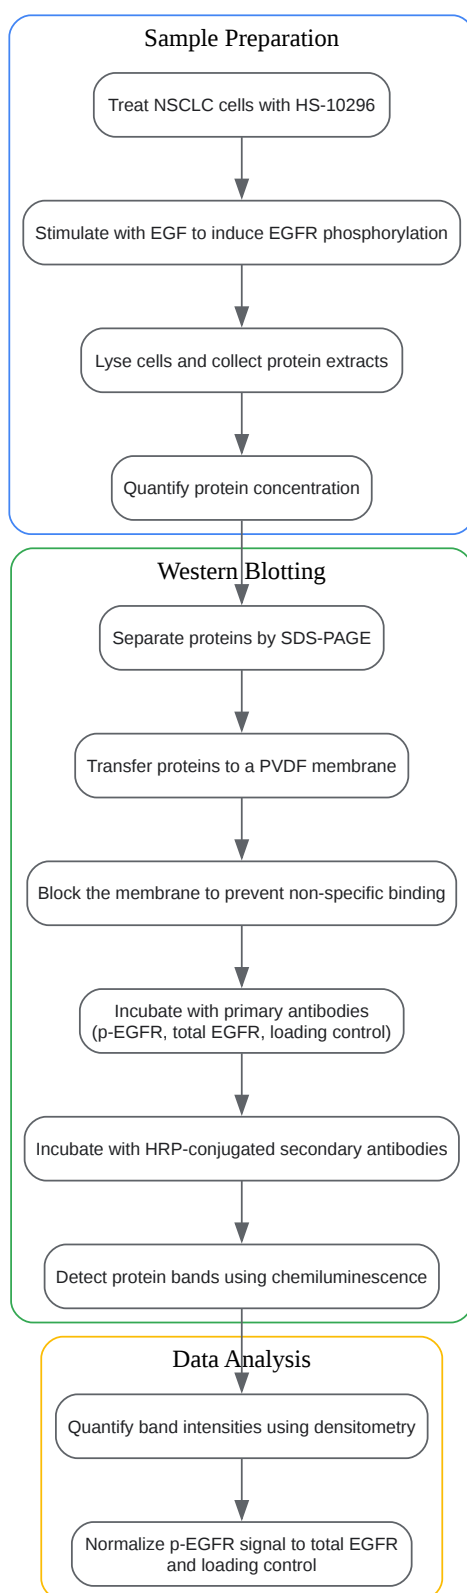 Sample Preparation
Treat NSCLC cells with HS-10296
Stimulate with EGF to induce EGFR phosphorylation
Lyse cells and collect protein extracts
Quantify protein concentration
Western Blotting
Separate proteins by SDS-PAGE
Transfer proteins to a PVDF membrane
Block the membrane to prevent non-specific binding
Incubate with primary antibodies
(p-EGFR, total EGFR, loading control)
Incubate with HRP-conjugated secondary antibodies
Detect protein bands using chemiluminescence
Data Analysis
Quantify band intensities using densitometry
Normalize p-EGFR signal to total EGFR
and loading control